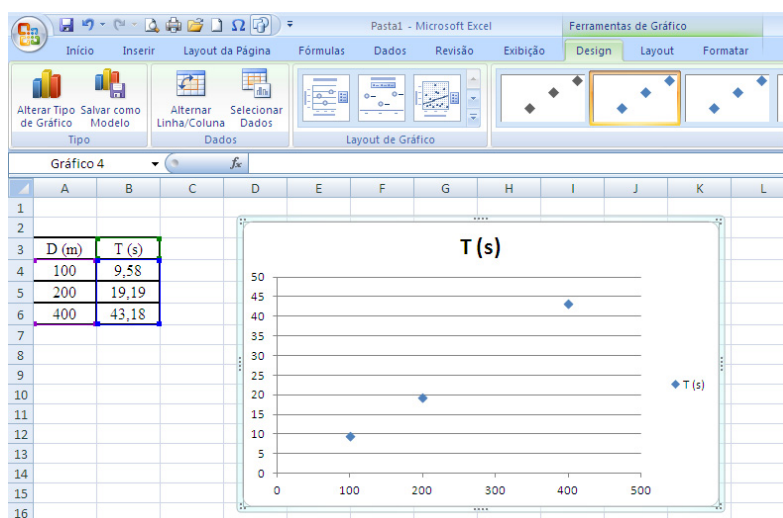 Pasta1 - Microsoft Excel
Ferramentas de Gráfico
Início Inserir Layout da Página Fórmulas Dados Revisão Exibição Design Layout Formatar
Alterar Tipo de Gráfico
Salvar como Modelo
Alternar Linha/Coluna
Selecionar Dados
Tipo
Dados
Layout de Gráfico
Gráfico 4
fx
A B C D E F G H I J K L
1
2
3 D (m) T (s)
4 100 9,58
5 200 19,19
6 400 43,18
7
8
9
10
11
12
13
14
15
16
T (s)
50
45
40
35
30
25
20
15
10
5
0
0 100 200 300 400 500
T (s)